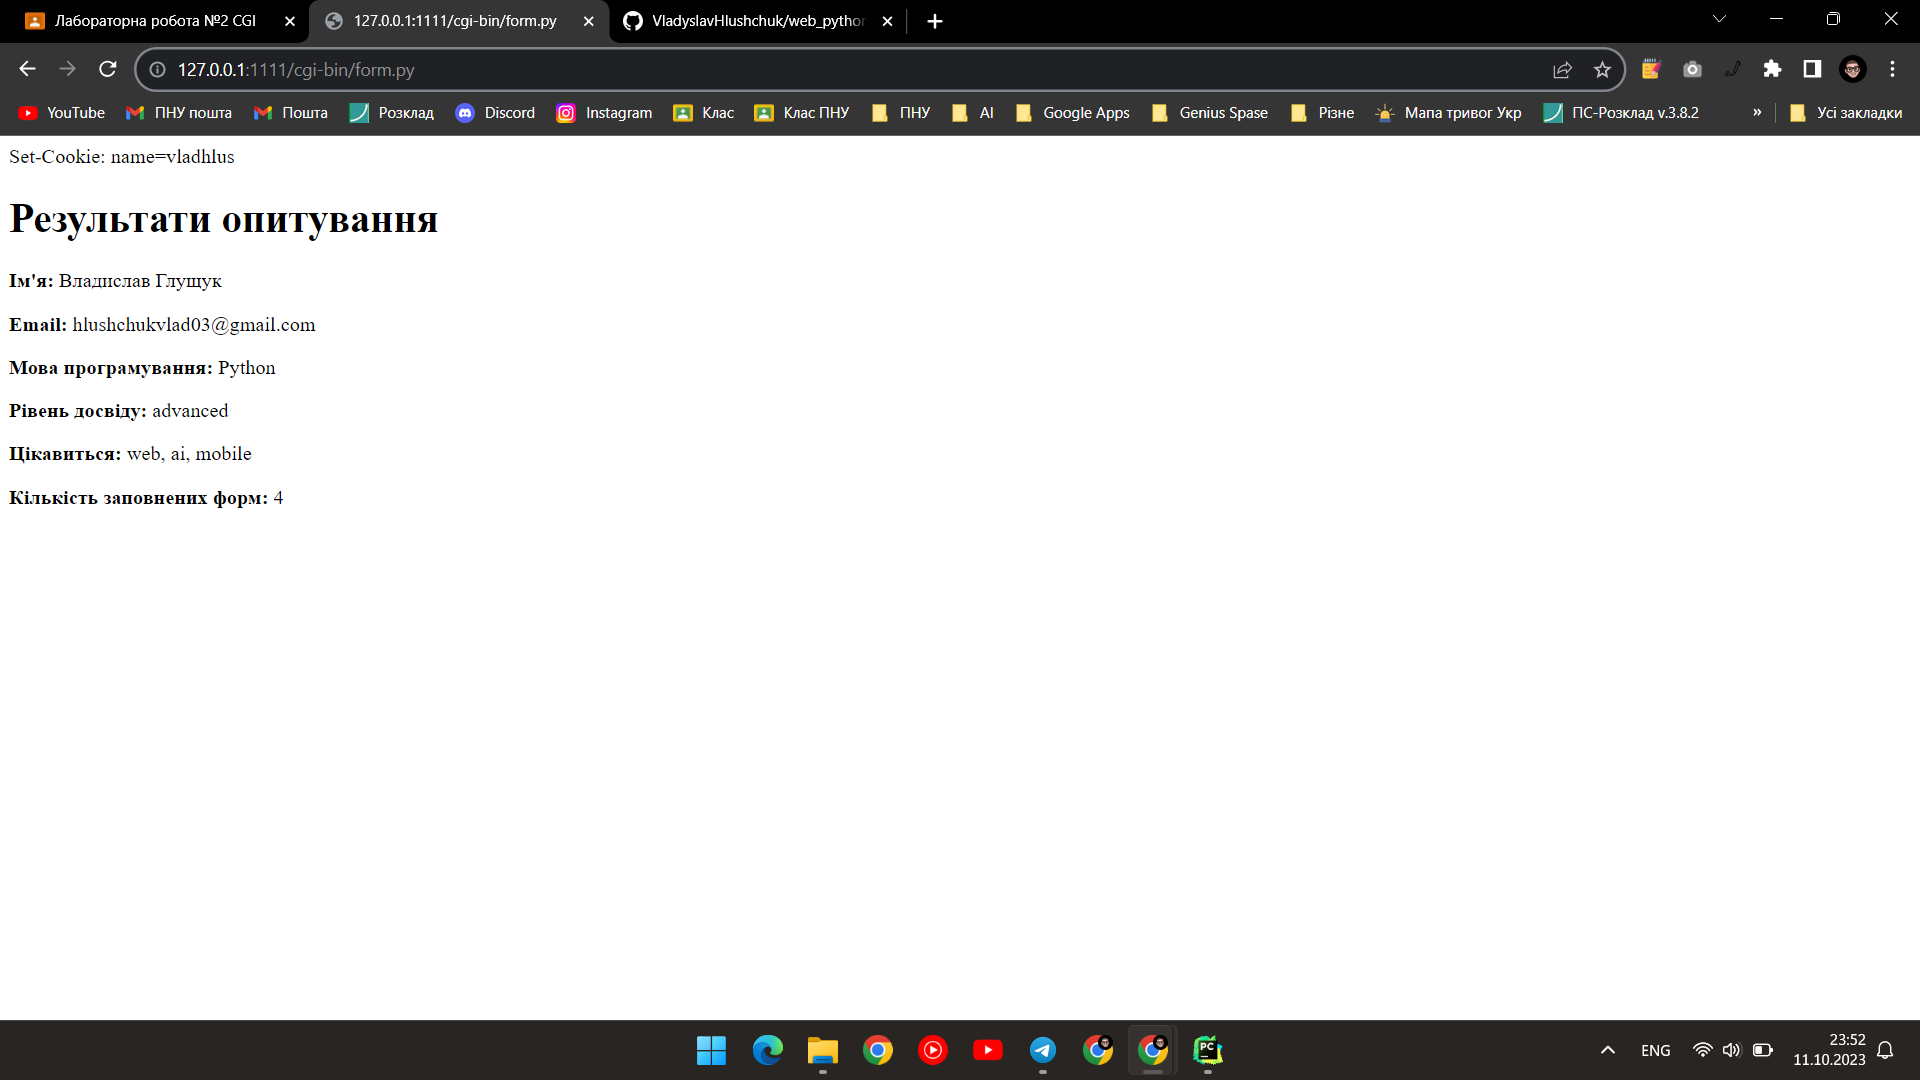 Лабораторна робота №2 CGI
127.0.0.1:1111/cgi-bin/form.py
VladyslavHlushchuk/web_pytho
127.0.0.1:1111/cgi-bin/form.py
YouTube
ПНУ пошта
Пошта
Розклад
Discord
Instagram
Клас
Клас ПНУ
ПНУ
AI
Google Apps
Genius Spase
Різне
Мапа тривог Укр
ПС-Розклад v.3.8.2
»
Усі закладки
Set-Cookie: name=vladhlus
Результати опитування
Ім'я: Владислав Глущук
Email: hlushchukvlad03@gmail.com
Мова програмування: Python
Рівень досвіду: advanced
Цікавиться: web, ai, mobile
Кількість заповнених форм: 4
PC
ENG
23:52
11.10.2023